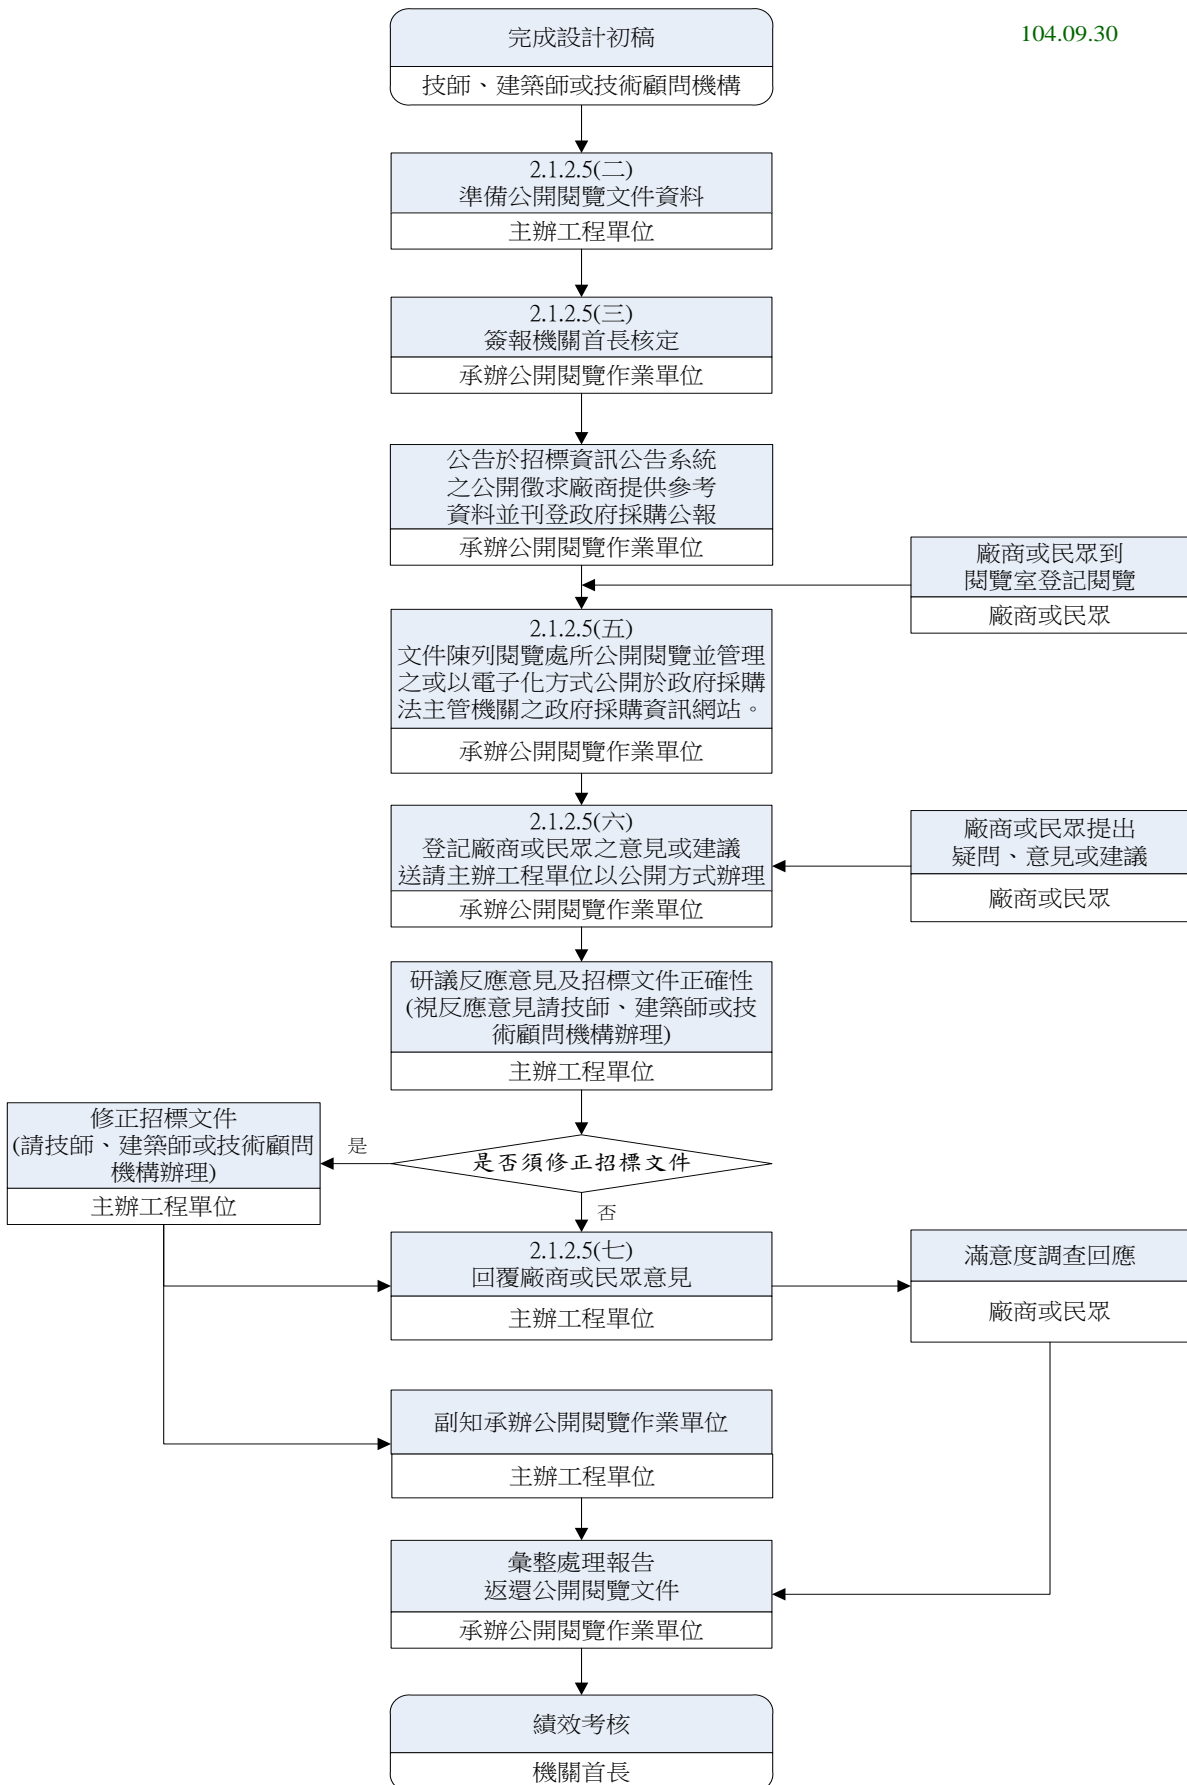 104.09.30
完成設計初稿
技師、建築師或技術顧問機構
2.1.2.5(二)
準備公開閱覽文件資料
主辦工程單位
2.1.2.5(三)
簽報機關首長核定
承辦公開閱覽作業單位
公告於招標資訊公告系統
之公開徵求廠商提供參考
資料並刊登政府採購公報
承辦公開閱覽作業單位
廠商或民眾到
閱覽室登記閱覽
廠商或民眾
2.1.2.5(五)
文件陳列閱覽處所公開閱覽並管理
之或以電子化方式公開於政府採購
法主管機關之政府採購資訊網站。
承辦公開閱覽作業單位
2.1.2.5(六)
登記廠商或民眾之意見或建議
送請主辦工程單位以公開方式辦理
承辦公開閱覽作業單位
廠商或民眾提出
疑問、意見或建議
廠商或民眾
研議反應意見及招標文件正確性
(視反應意見請技師、建築師或技
術顧問機構辦理)
主辦工程單位
是否須修正招標文件
是
修正招標文件
(請技師、建築師或技術顧問
機構辦理)
主辦工程單位
否
2.1.2.5(七)
回覆廠商或民眾意見
主辦工程單位
滿意度調查回應
廠商或民眾
副知承辦公開閱覽作業單位
主辦工程單位
彙整處理報告
返還公開閱覽文件
承辦公開閱覽作業單位
績效考核
機關首長